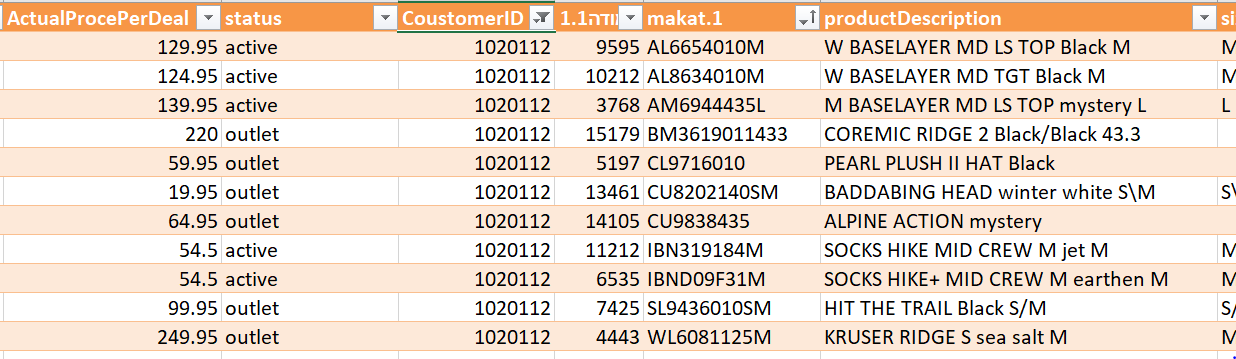 ActualProcePerDeal status CoustomerID 1.1הודה makat.1 productDescription si
129.95 active 1020112 9595 AL6654010M W BASELAYER MD LS TOP Black M M
124.95 active 1020112 10212 AL8634010M W BASELAYER MD TGT Black M M
139.95 active 1020112 3768 AM6944435L M BASELAYER MD LS TOP mystery L L
220 outlet 1020112 15179 BM3619011433 COREMIC RIDGE 2 Black/Black 43.3
59.95 outlet 1020112 5197 CL9716010 PEARL PLUSH II HAT Black
19.95 outlet 1020112 13461 CU8202140SM BADDABING HEAD winter white S\M S\
64.95 outlet 1020112 14105 CU9838435 ALPINE ACTION mystery
54.5 active 1020112 11212 IBN319184M SOCKS HIKE MID CREW M jet M M
54.5 active 1020112 6535 IBND09F31M SOCKS HIKE+ MID CREW M earthen M M
99.95 outlet 1020112 7425 SL9436010SM HIT THE TRAIL Black S/M S/
249.95 outlet 1020112 4443 WL6081125M KRUSER RIDGE S sea salt M M